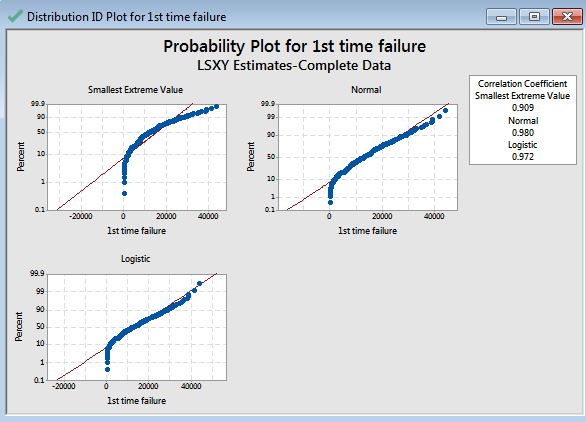 Distribution ID Plot for 1st time failure
Probability Plot for 1st time failure
LSXY Estimates-Complete Data
Smallest Extreme Value
99.9
90
50
10
1
0.1
Percent
-20000 0 20000 40000
1st time failure
Normal
99.9
99
90
50
10
1
0.1
Percent
0 20000 40000
1st time failure
Correlation Coefficient
Smallest Extreme Value
0.909
Normal
0.980
Logistic
0.972
Logistic
99.9
99
90
50
10
1
0.1
Percent
-20000 0 20000 40000
1st time failure